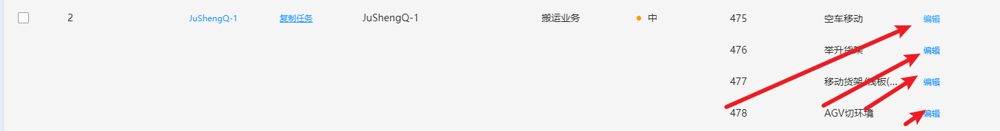 2 JuShengQ-1 复制任务 JuShengQ-1 搬运业务 中 475 空车移动 编辑
476 举升货架 编辑
477 移动货架/栈板(... 编辑
478 AGV切环境 编辑